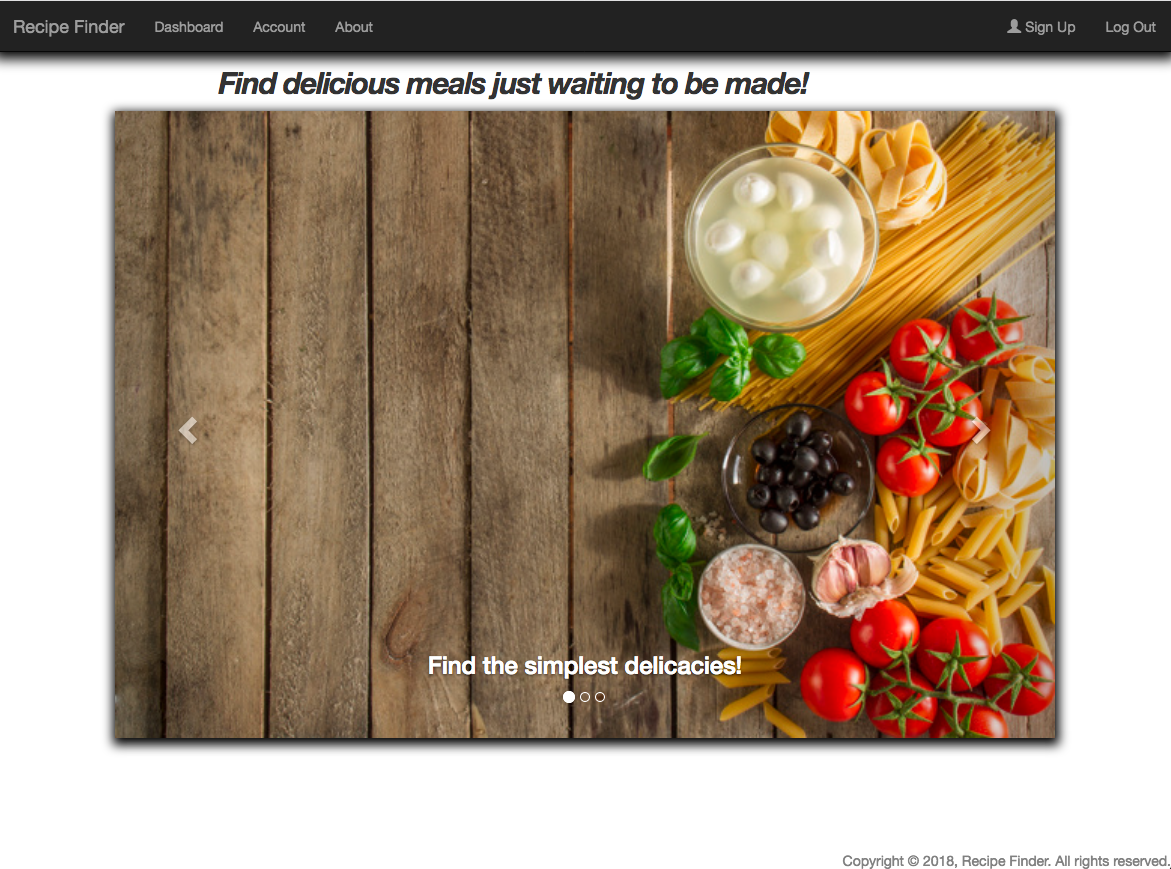 Recipe Finder Dashboard Account About Sign Up Log Out
Find delicious meals just waiting to be made!
Find the simplest delicacies!
Copyright © 2018, Recipe Finder. All rights reserved.